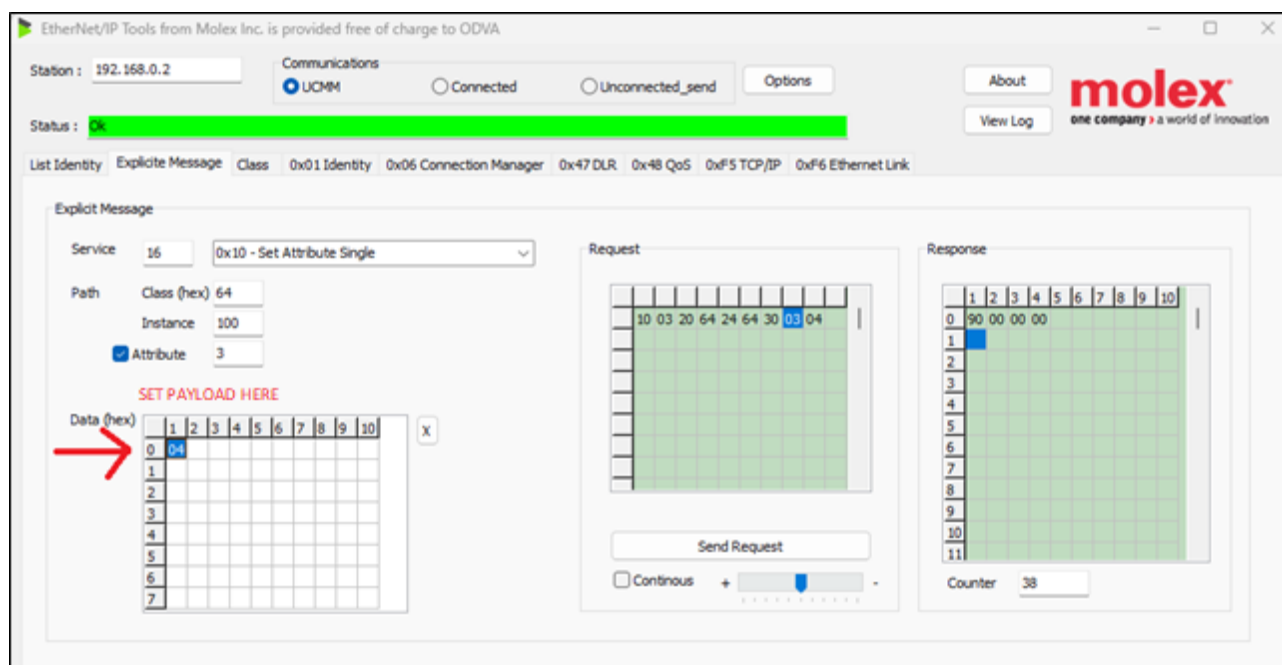 EtherNet/IP Tools from Molex Inc. is provided free of charge to ODVA
Station : 192.168.0.2
Communications
UCMM Connected Unconnected_send
Options
About
molex
one company › a world of innovation
Status : Ok
View Log
List Identity Explicite Message Class 0x01 Identity 0x06 Connection Manager 0x47 DLR 0x48 QoS 0xF5 TCP/IP 0xF6 Ethernet Link
Explicit Message
Service 16 0x10 - Set Attribute Single
Path Class (hex) 64
Instance 100
Attribute 3
SET PAYLOAD HERE
Data (hex)
1 2 3 4 5 6 7 8 9 10
0 04
1
2
3
4
5
6
7
X
Request
10 03 20 64 24 64 30 03 04
Send Request
Continous + -
Response
1 2 3 4 5 6 7 8 9 10
0 90 00 00 00
1
2
3
4
5
6
7
8
9
10
11
Counter 38